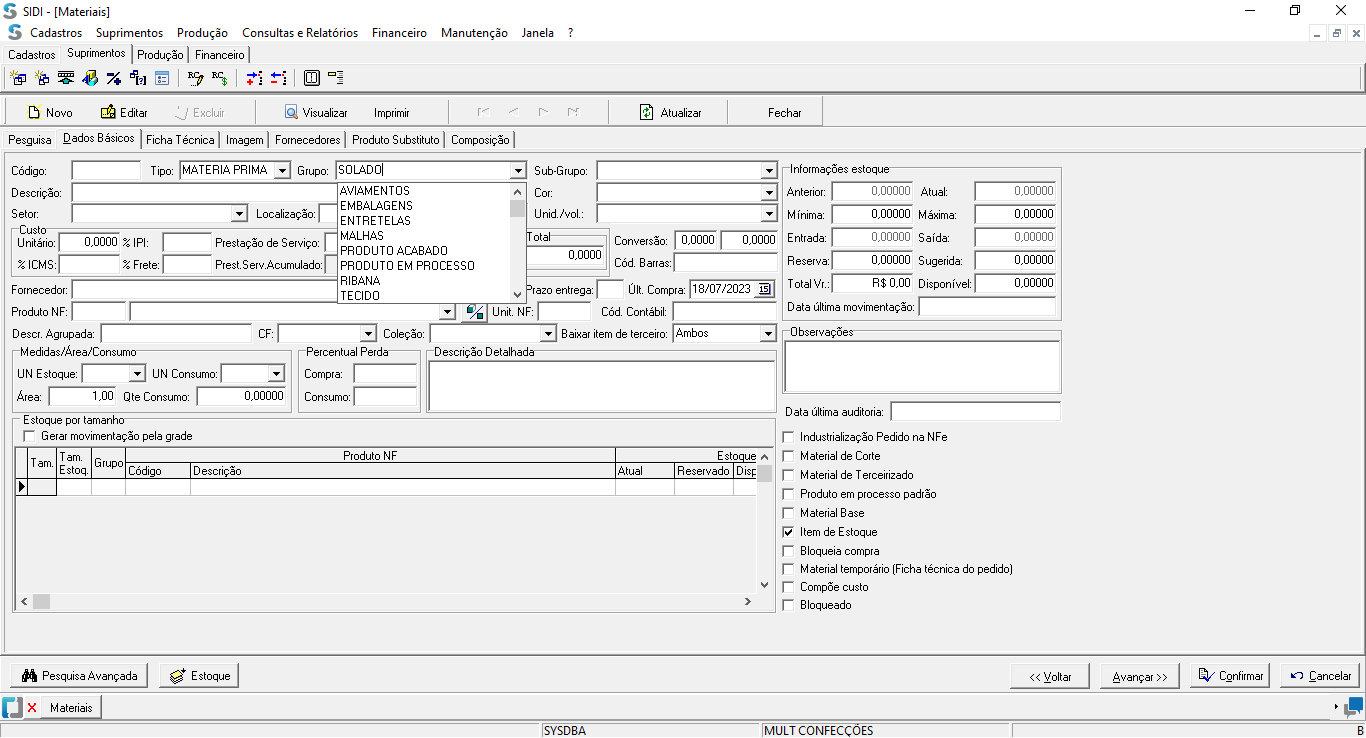 SIDI - [Materiais]
Cadastros Suprimentos Produção Consultas e Relatórios Financeiro Manutenção Janela ?
Cadastros Suprimentos Produção Financeiro
Novo Editar Excluir Visualizar Imprimir Atualizar Fechar
Pesquisa Dados Básicos Ficha Técnica Imagem Fornecedores Produto Substituto Composição
Código: Tipo: MATERIA PRIMA Grupo: SOLADO Sub-Grupo:
Descrição: Cor:
Setor: Localização: Unid./vol.:
AVIAMENTOS
EMBALAGENS
ENTRETELAS
MALHAS
PRODUTO ACABADO
PRODUTO EM PROCESSO
RIBANA
TECIDO
Custo
Unitário: 0,0000 % IPI: Prestação de Serviço:
% ICMS: % Frete: Prest.Serv.Acumulado:
Total
0,0000
Conversão: 0,0000 0,0000
Cód. Barras:
Fornecedor: Prazo entrega: Últ. Compra: 18/07/2023 15
Produto NF: Unit. NF: Cód. Contábil:
Descr. Agrupada: CF: Coleção: Baixar item de terceiro: Ambos
Medidas/Área/Consumo
UN Estoque: UN Consumo:
Área: 1,00 Qte Consumo: 0,00000
Percentual Perda
Compra:
Consumo:
Descrição Detalhada
Estoque por tamanho
Gerar movimentação pela grade
Tam. Tam. Estoq. Grupo Produto NF Estoque
Código Descrição Atual Reservado Disp
Informações estoque
Anterior: 0,00000 Atual: 0,00000
Mínima: 0,00000 Máxima: 0,00000
Entrada: 0,00000 Saída: 0,00000
Reserva: 0,00000 Sugerida: 0,00000
Total Vr.: R$ 0,00 Disponível: 0,00000
Data última movimentação:
Observações
Data última auditoria:
Industrialização Pedido na NFe
Material de Corte
Material de Terceirizado
Produto em processo padrão
Material Base
Item de Estoque
Bloqueia compra
Material temporário (Ficha técnica do pedido)
Compõe custo
Bloqueado
Pesquisa Avançada Estoque << Voltar Avançar >> Confirmar Cancelar
Materiais
SYSDBA MULT CONFECÇÕES B